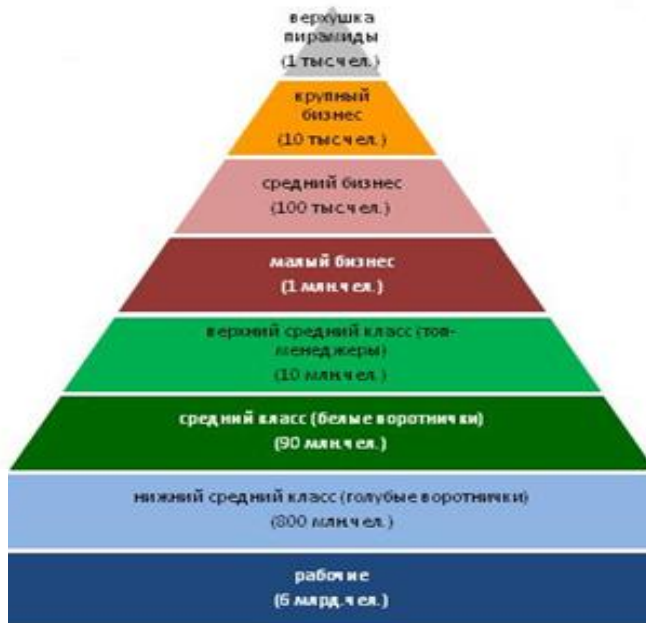 верхушка
пирамиды
(1 тыс.чел.)
крупный
бизнес
(10 тыс.чел.)
средний бизнес
(100 тыс.чел.)
малый бизнес
(1 млн.чел.)
верхний средний класс (топ-
менеджеры)
(10 млн.чел.)
средний класс (белые воротнички)
(90 млн.чел.)
нижний средний класс (голубые воротнички)
(800 млн.чел.)
рабочие
(6 млрд.чел.)